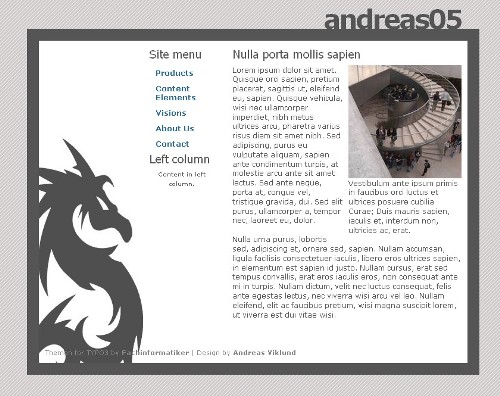 andreas05
Site menu
Products
Content
Elements
Visions
About Us
Contact
Left column
Content in left
column.
Nulla porta mollis sapien
Lorem ipsum dolor sit amet.
Quisque orci sapien, pretium
placerat, sagittis ut, eleifend
eu, sapien. Quisque vehicula,
wisi nec ullamcorper
imperdiet, nibh metus
ultrices arcu, pharetra varius
risus diam sit amet nibh. Sed
adipiscing, purus eu
vulputate aliquam, sapien
ante condimentum turpis, at
molestie arcu ante sit amet
lectus. Sed ante neque,
porta at, congue vel,
tristique gravida, dui. Sed elit
purus, ullamcorper a, tempor
nec, laoreet eu, dolor.
Vestibulum ante ipsum primis
in faucibus orci luctus et
ultrices posuere cubilia
Curae; Duis mauris sapien,
iaculis et, interdum non,
ultricies ac, erat.
Nulla urna purus, lobortis
sed, adipiscing et, ornare sed, sapien. Nullam accumsan,
ligula facilisis consectetuer iaculis, libero eros ultrices sapien,
in elementum est sapien id justo. Nullam cursus, erat sed
tempus convallis, erat eros iaculis eros, non consequat ante
mi in turpis. Nullam dictum, velit nec luctus consequat, felis
ante egestas lectus, nec viverra wisi arcu vel leo. Nullam
eleifend, elit ac faucibus pretium, wisi magna suscipit lorem,
ut viverra est dui vitae wisi.
Themen for TYPO3 by Fachinformatiker | Design by Andreas Viklund